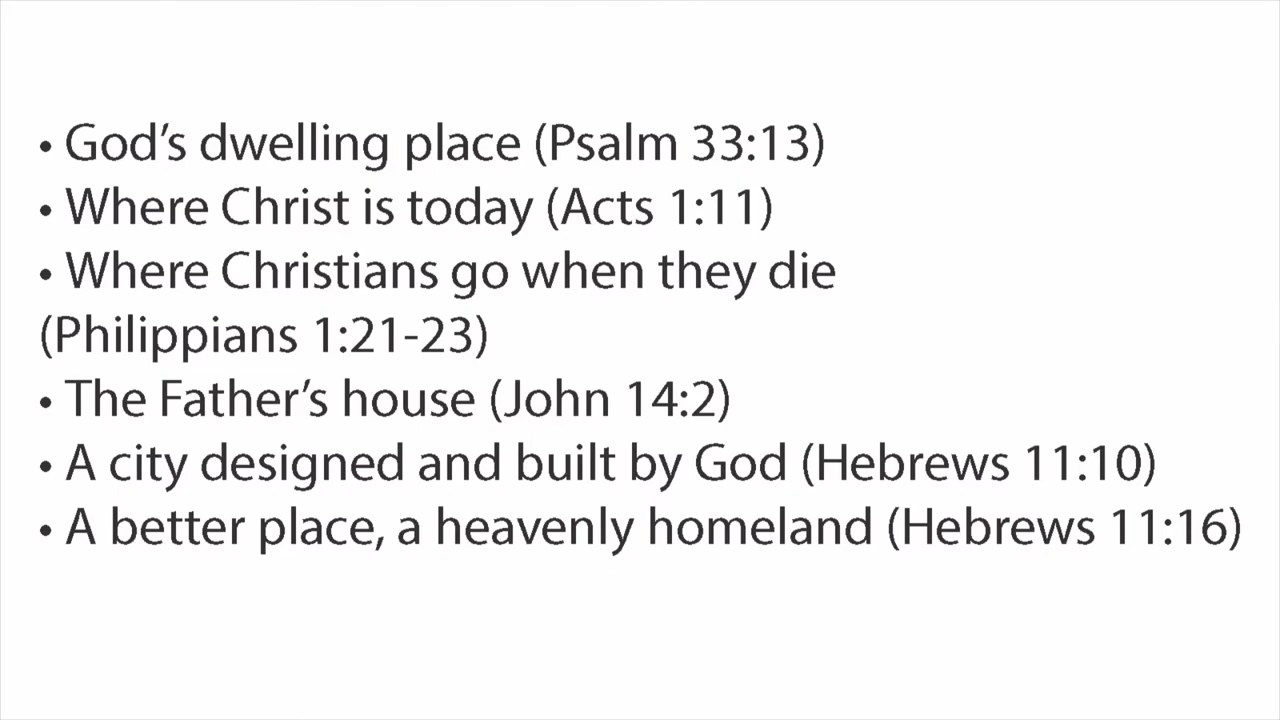 • God’s dwelling place (Psalm 33:13)
• Where Christ is today (Acts 1:11)
• Where Christians go when they die
(Philippians 1:21-23)
• The Father’s house (John 14:2)
• A city designed and built by God (Hebrews 11:10)
• A better place, a heavenly homeland (Hebrews 11:16)